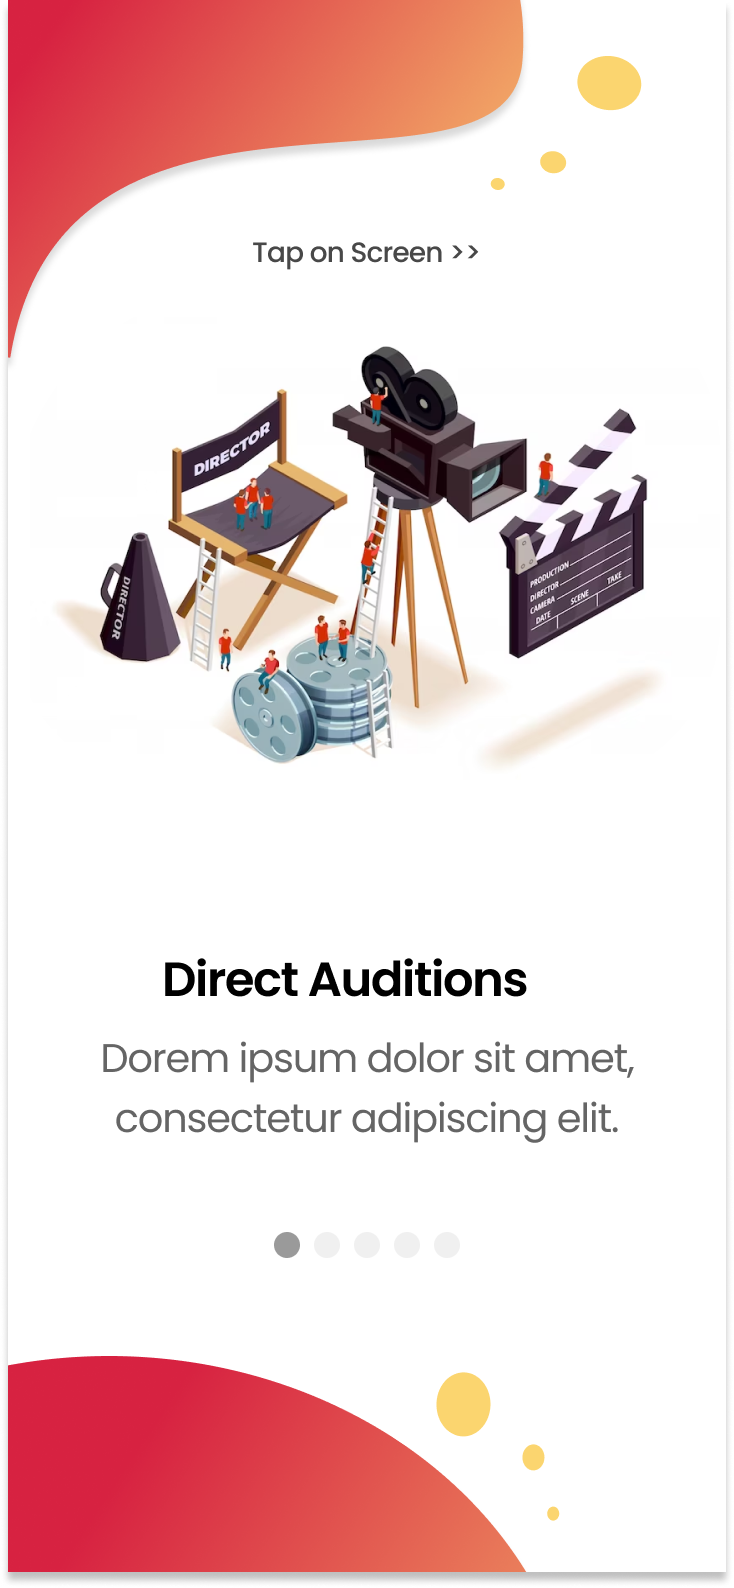 Tap on Screen >>
DIRECTOR
DIRECTOR
PRODUCTION
DIRECTOR
CAMERA
DATE SCENE TAKE
Direct Auditions
Dorem ipsum dolor sit amet,
consectetur adipiscing elit.